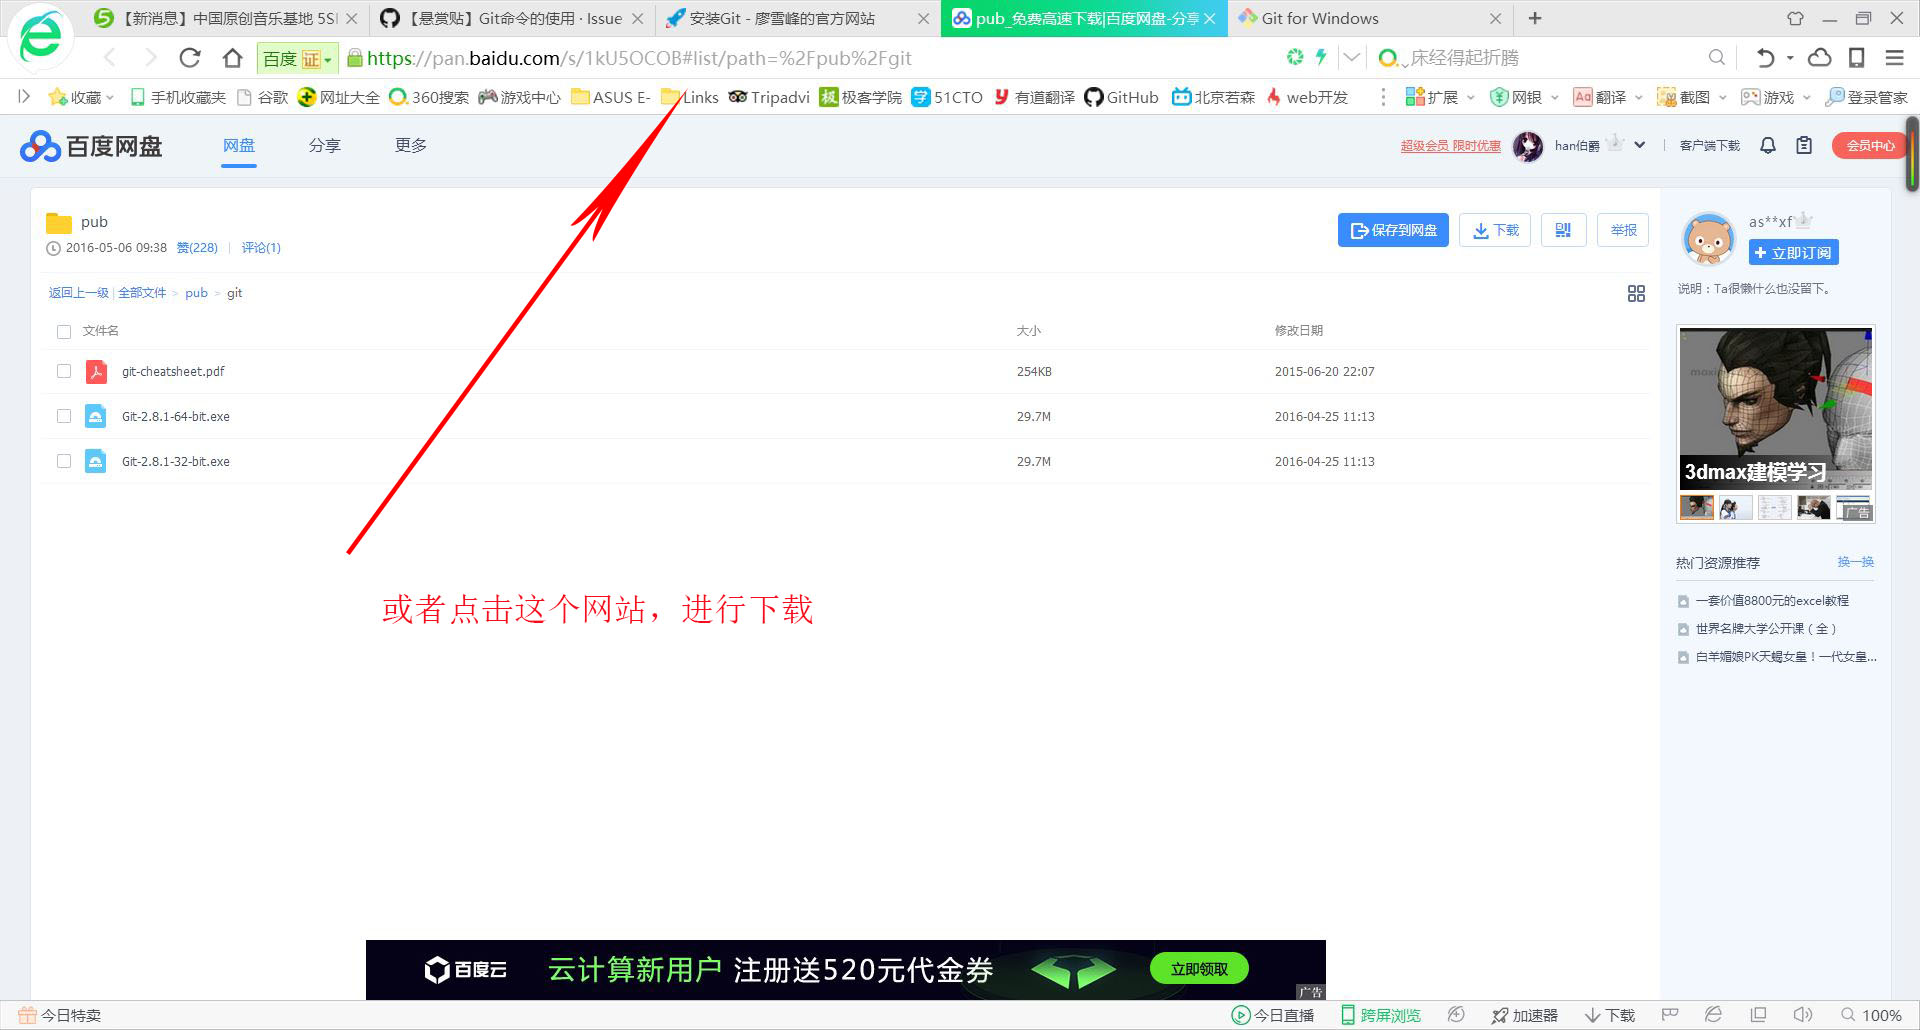 【新消息】中国原创音乐基地 5SI
【悬赏贴】Git命令的使用 · Issue
安装Git - 廖雪峰的官方网站
pub_免费高速下载|百度网盘-分享
Git for Windows
百度 证 https://pan.baidu.com/s/1kU5OCOB#list/path=%2Fpub%2Fgit
床经得起折腾
收藏 手机收藏夹 谷歌 网址大全 360搜索 游戏中心 ASUS E- Links Tripadvi 极客学院 51CTO 有道翻译 GitHub 北京若森 web开发 扩展 网银 翻译 截图 游戏 登录管家
百度网盘 网盘 分享 更多 超级会员 限时优惠 han伯爵 客户端下载 会员中心
pub
2016-05-06 09:38 赞(228) | 评论(1)
保存到网盘 下载 举报
返回上一级 | 全部文件 > pub > git
文件名 大小 修改日期
git-cheatsheet.pdf 254KB 2015-06-20 22:07
Git-2.8.1-64-bit.exe 29.7M 2016-04-25 11:13
Git-2.8.1-32-bit.exe 29.7M 2016-04-25 11:13
或者点击这个网站，进行下载
as**xf
+ 立即订阅
说明：Ta很懒什么也没留下。
3dmax建模学习
广告
热门资源推荐 换一换
一套价值8800元的excel教程
世界名牌大学公开课（全）
白羊媚娘PK天蝎女皇！一代女皇...
百度云 云计算新用户 注册送520元代金券 立即领取
广告
今日特卖 今日直播 跨屏浏览 加速器 下载 100%